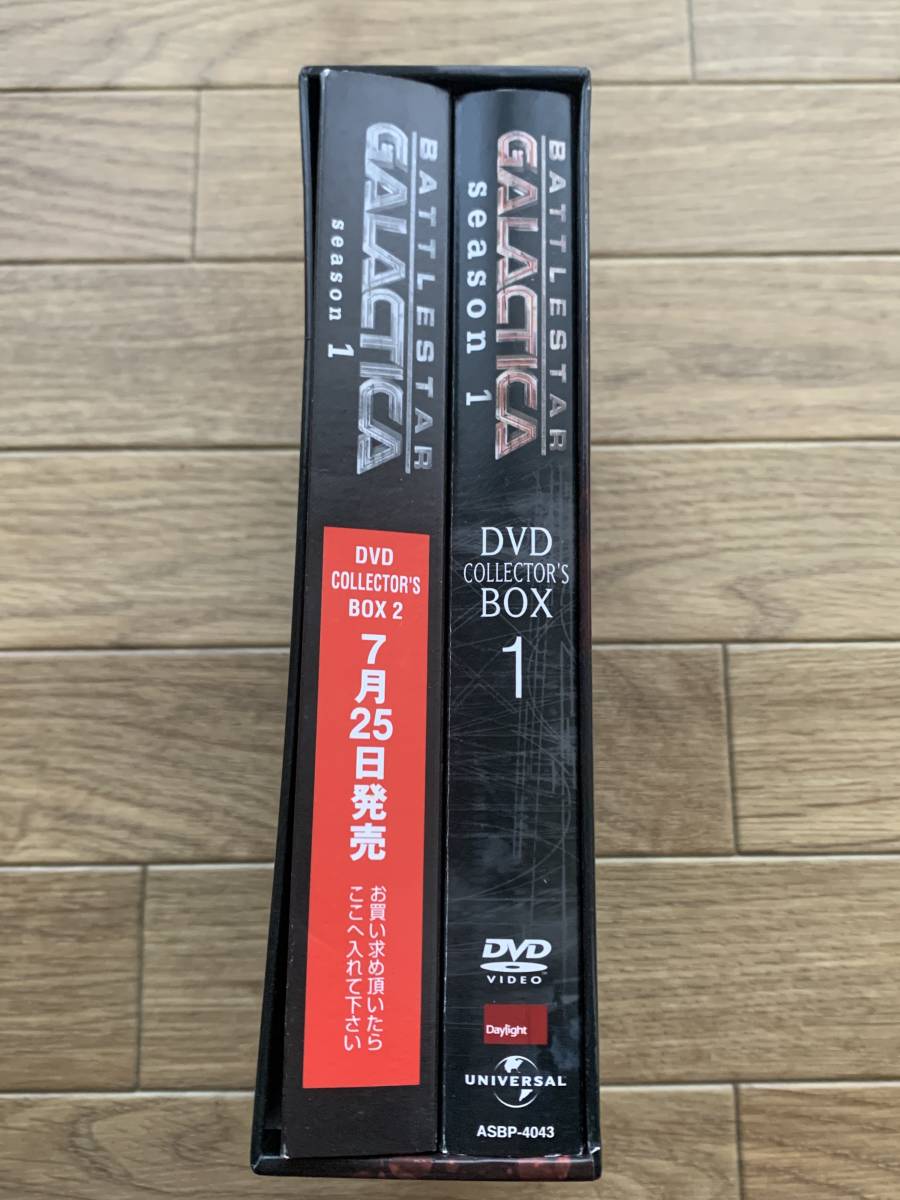 BATTLESTAR
GALACTICA
season 1
DVD
COLLECTOR'S
BOX 2
7月25日発売
お買い求め頂いたら
ここへ入れて下さい
BATTLESTAR
GALACTICA
season 1
DVD
COLLECTOR'S
BOX
1
DVD
VIDEO
Daylight
UNIVERSAL
ASBP-4043